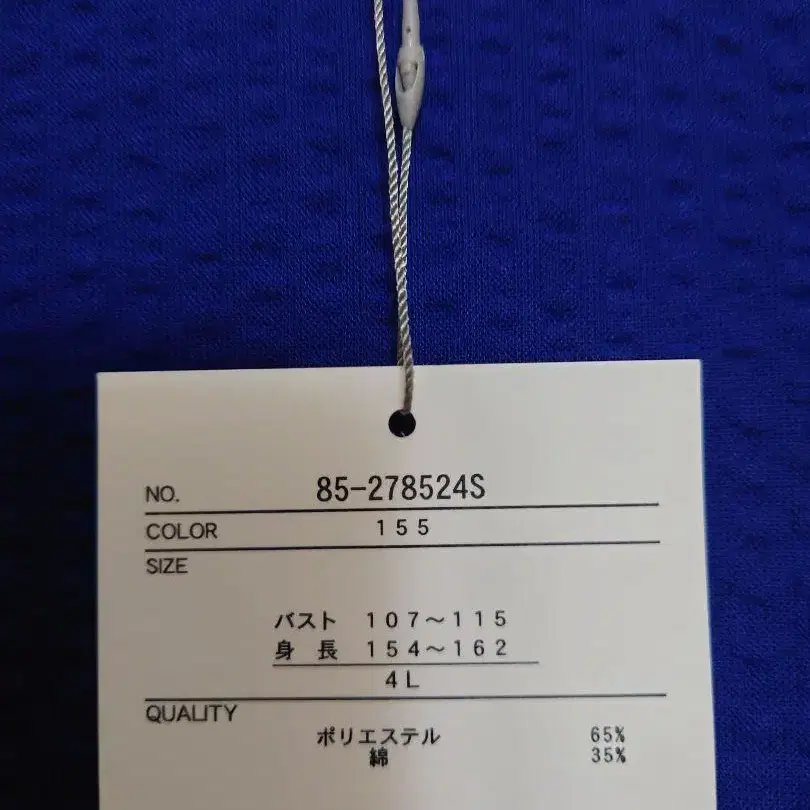 NO. 85-278524S
COLOR 155
SIZE
バスト 107～115
身 長 154～162
4L
QUALITY
ポリエステル 65%
綿 35%